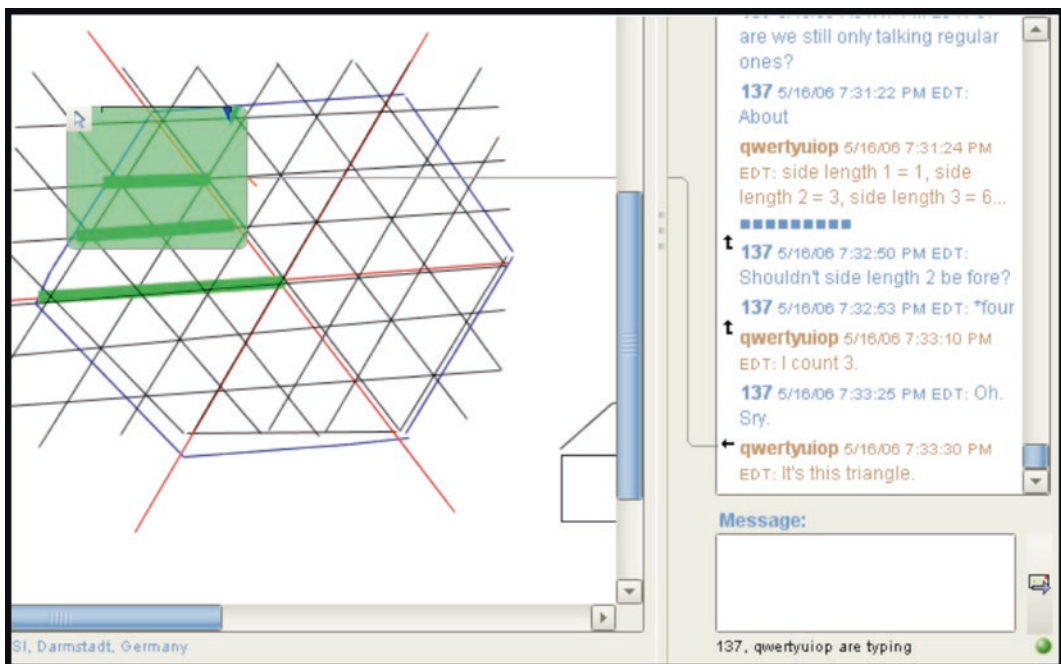 are we still only talking regular
ones?
137 5/16/06 7:31:22 PM EDT:
About
qwertyuiop 5/16/06 7:31:24 PM
EDT: side length 1 = 1, side
length 2 = 3, side length 3 = 6...
137 5/16/06 7:32:50 PM EDT:
Shouldn't side length 2 be fore?
137 5/16/06 7:32:53 PM EDT: *four
qwertyuiop 5/16/06 7:33:10 PM
EDT: I count 3.
137 5/16/06 7:33:25 PM EDT: Oh.
Sry.
qwertyuiop 5/16/06 7:33:30 PM
EDT: It's this triangle.
Message:
SI, Darmstadt, Germany
137, qwertyuiop are typing